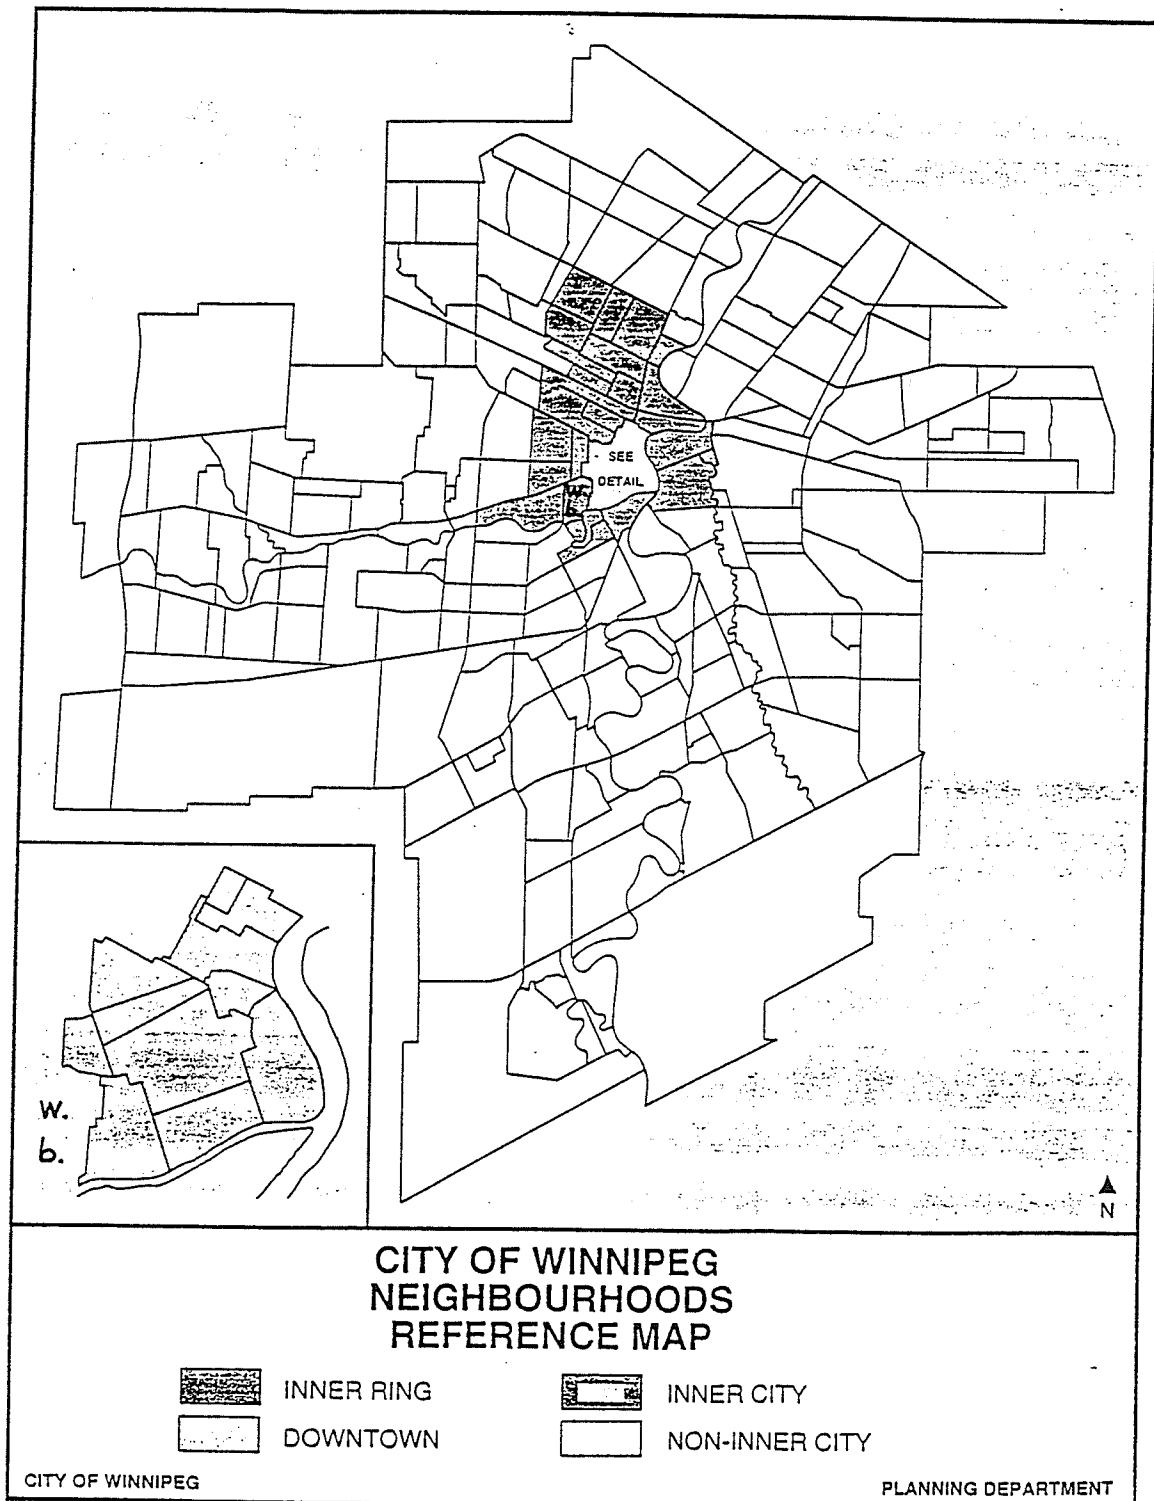 SEE
DETAIL
W.
b.
W.
b.
N
CITY OF WINNIPEG
NEIGHBOURHOODS
REFERENCE MAP
INNER RING
INNER CITY
DOWNTOWN
NON-INNER CITY
CITY OF WINNIPEG
PLANNING DEPARTMENT